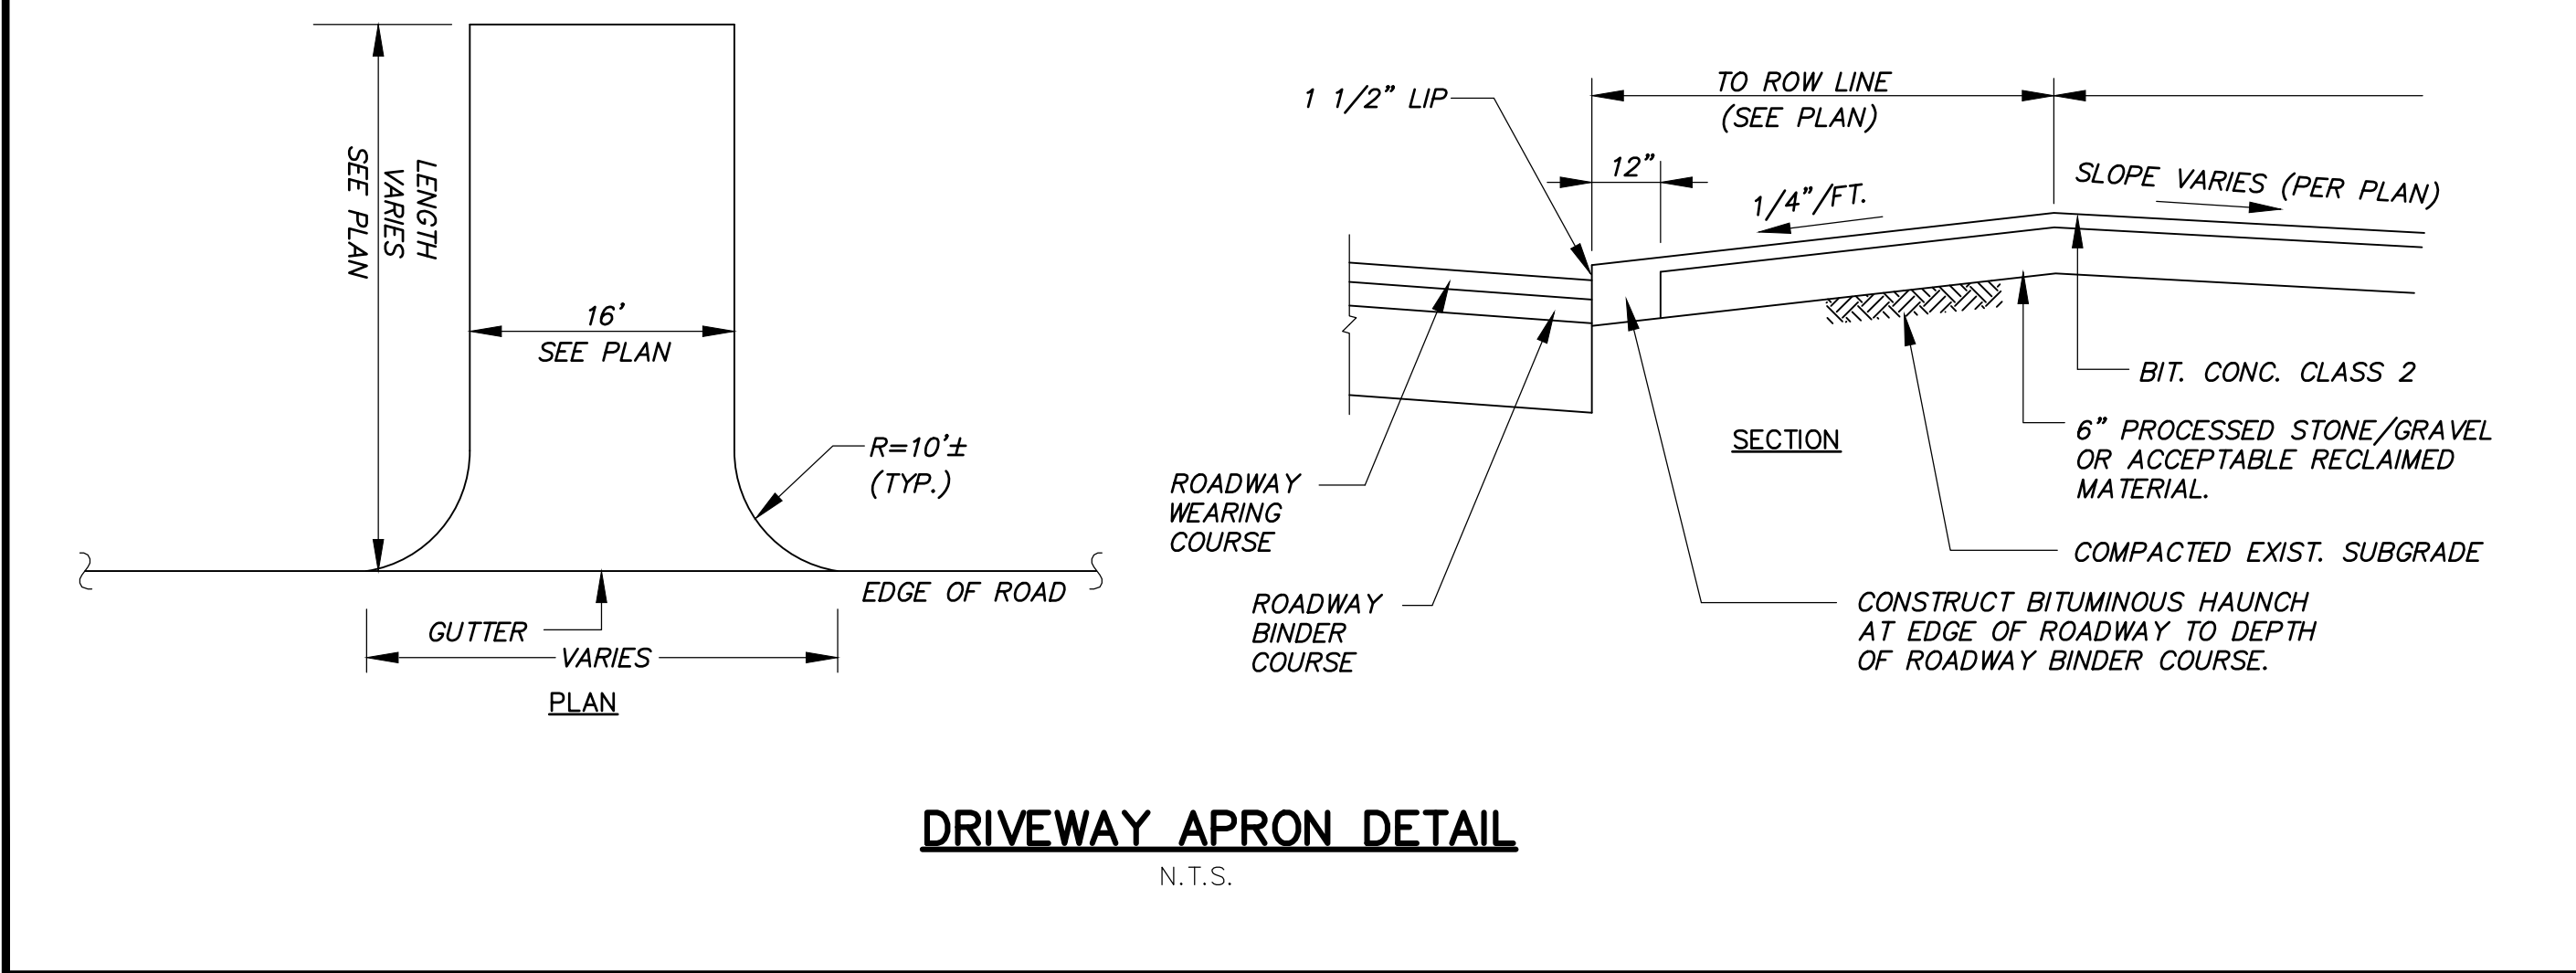 LENGTH
VARIES
SEE PLAN
16'
SEE PLAN
R=10'±
(TYP.)
EDGE OF ROAD
GUTTER
VARIES
PLAN
1 1/2" LIP
TO ROW LINE
(SEE PLAN)
12"
1/4"/FT.
SLOPE VARIES (PER PLAN)
BIT. CONC. CLASS 2
6" PROCESSED STONE/GRAVEL
OR ACCEPTABLE RECLAIMED
MATERIAL.
SECTION
ROADWAY
WEARING
COURSE
COMPACTED EXIST. SUBGRADE
ROADWAY
BINDER
COURSE
CONSTRUCT BITUMINOUS HAUNCH
AT EDGE OF ROADWAY TO DEPTH
OF ROADWAY BINDER COURSE.
DRIVEWAY APRON DETAIL
N.T.S.